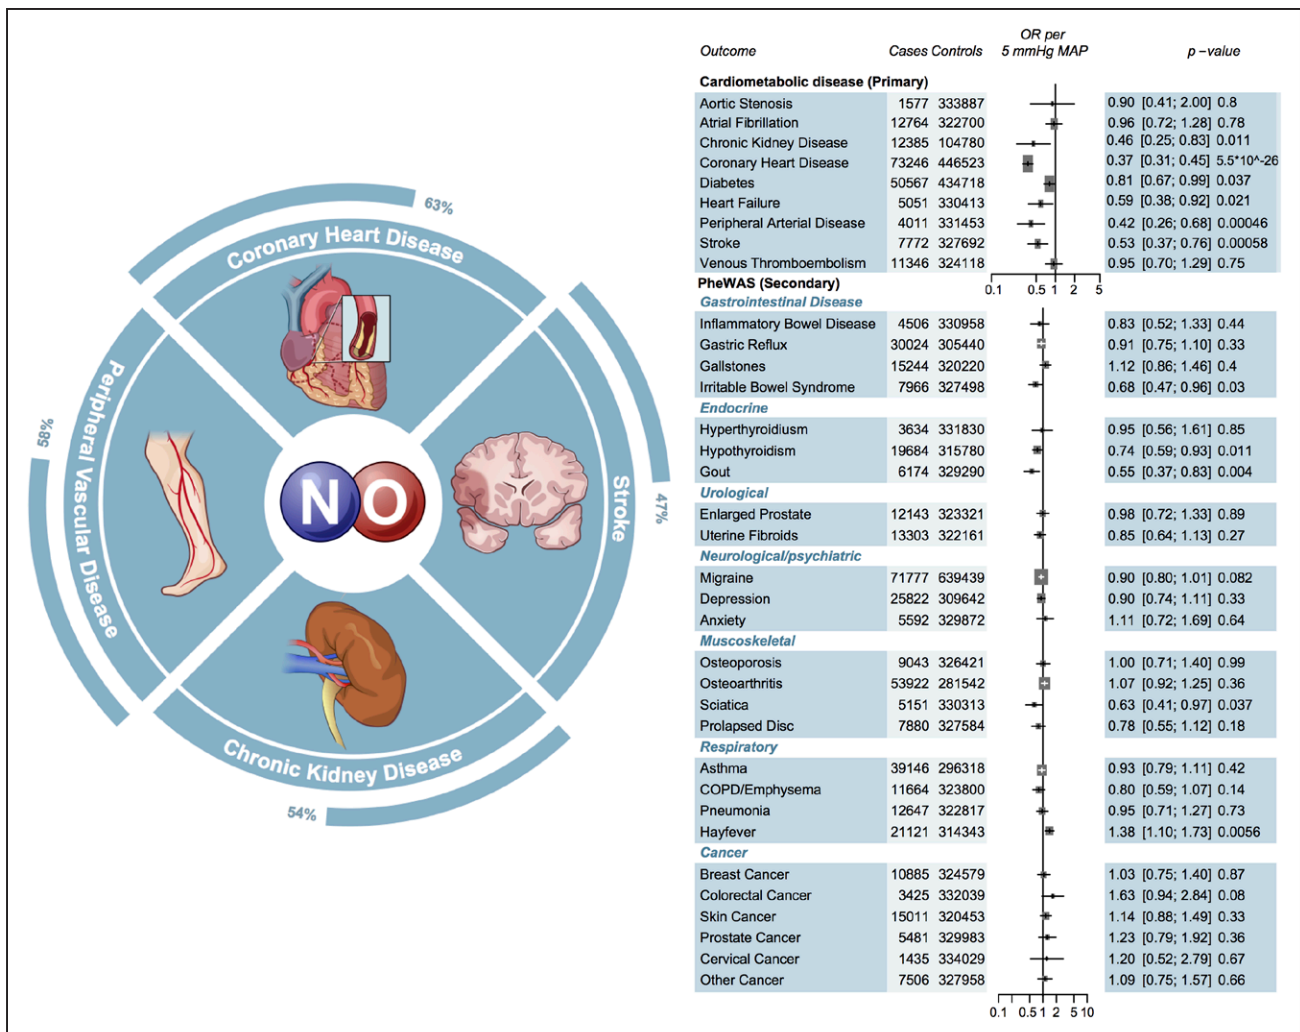 63%
Coronary Heart Disease
58%
Peripheral Vascular Disease
N O
Stroke
47%
Chronic Kidney Disease
54%
Outcome Cases Controls OR per 5 mmHg MAP p-value
Cardiometabolic disease (Primary)
Aortic Stenosis 1577 333887 0.90 [0.41; 2.00] 0.8
Atrial Fibrillation 12764 322700 0.96 [0.72; 1.28] 0.78
Chronic Kidney Disease 12385 104780 0.46 [0.25; 0.83] 0.011
Coronary Heart Disease 73246 446523 0.37 [0.31; 0.45] 5.5*10^-26
Diabetes 50567 434718 0.81 [0.67; 0.99] 0.037
Heart Failure 5051 330413 0.59 [0.38; 0.92] 0.021
Peripheral Arterial Disease 4011 331453 0.42 [0.26; 0.68] 0.00046
Stroke 7772 327692 0.53 [0.37; 0.76] 0.00058
Venous Thromboembolism 11346 324118 0.95 [0.70; 1.29] 0.75
0.1 0.5 1 2 5
PheWAS (Secondary)
Gastrointestinal Disease
Inflammatory Bowel Disease 4506 330958 0.83 [0.52; 1.33] 0.44
Gastric Reflux 30024 305440 0.91 [0.75; 1.10] 0.33
Gallstones 15244 320220 1.12 [0.86; 1.46] 0.4
Irritable Bowel Syndrome 7966 327498 0.68 [0.47; 0.96] 0.03
Endocrine
Hyperthyroidium 3634 331830 0.95 [0.56; 1.61] 0.85
Hypothyroidism 19684 315780 0.74 [0.59; 0.93] 0.011
Gout 6174 329290 0.55 [0.37; 0.83] 0.004
Urological
Enlarged Prostate 12143 323321 0.98 [0.72; 1.33] 0.89
Uterine Fibroids 13303 322161 0.85 [0.64; 1.13] 0.27
Neurological/psychiatric
Migraine 71777 639439 0.90 [0.80; 1.01] 0.082
Depression 25822 309642 0.90 [0.74; 1.11] 0.33
Anxiety 5592 329872 1.11 [0.72; 1.69] 0.64
Muscoskeletal
Osteoporosis 9043 326421 1.00 [0.71; 1.40] 0.99
Osteoarthritis 53922 281542 1.07 [0.92; 1.25] 0.36
Sciatica 5151 330313 0.63 [0.41; 0.97] 0.037
Prolapsed Disc 7880 327584 0.78 [0.55; 1.12] 0.18
Respiratory
Asthma 39146 296318 0.93 [0.79; 1.11] 0.42
COPD/Emphysema 11664 323800 0.80 [0.59; 1.07] 0.14
Pneumonia 12647 322817 0.95 [0.71; 1.27] 0.73
Hayfever 21121 314343 1.38 [1.10; 1.73] 0.0056
Cancer
Breast Cancer 10885 324579 1.03 [0.75; 1.40] 0.87
Colorectal Cancer 3425 332039 1.63 [0.94; 2.84] 0.08
Skin Cancer 15011 320453 1.14 [0.88; 1.49] 0.33
Prostate Cancer 5481 329983 1.23 [0.79; 1.92] 0.36
Cervical Cancer 1435 334029 1.20 [0.52; 2.79] 0.67
Other Cancer 7506 327958 1.09 [0.75; 1.57] 0.66
0.1 0.5 1 2 5 10